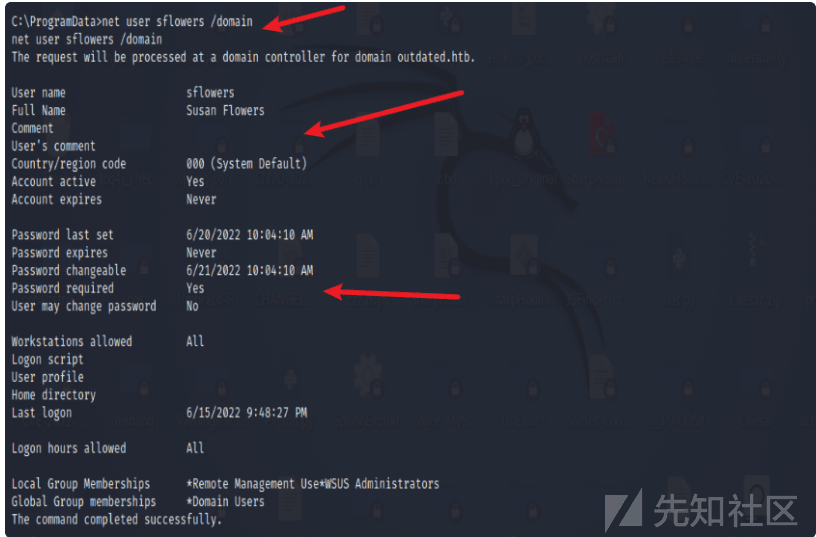 C:\ProgramData>net user sflowers /domain
net user sflowers /domain
The request will be processed at a domain controller for domain outdated.htb.
User name sflowers
Full Name Susan Flowers
Comment
User's comment
Country/region code 000 (System Default)
Account active Yes
Account expires Never
Password last set 6/20/2022 10:04:10 AM
Password expires Never
Password changeable 6/21/2022 10:04:10 AM
Password required Yes
User may change password No
Workstations allowed All
Logon script
User profile
Home directory
Last logon 6/15/2022 9:48:27 PM
Logon hours allowed All
Local Group Memberships *Remote Management Use*WSUS Administrators
Global Group memberships *Domain Users
The command completed successfully.
先知社区